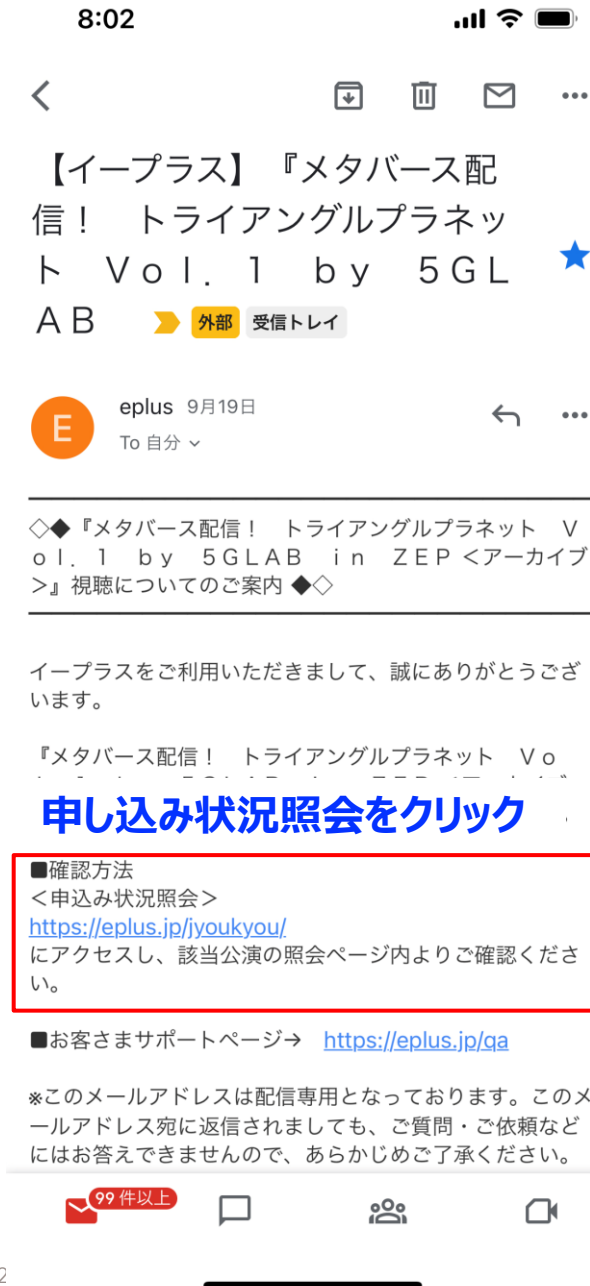 8:02
【イープラス】『メタバース配
信！　トライアングルプラネッ
ト　Ｖｏｌ．１　ｂｙ　５ＧＬ
ＡＢ
外部
受信トレイ
E
eplus 9月19日
To 自分
◇◆『メタバース配信！　トライアングルプラネット　Ｖ
ｏｌ．１　ｂｙ　５ＧＬＡＢ　ｉｎ　ＺＥＰ＜アーカイブ
＞』視聴についてのご案内 ◆◇
イープラスをご利用いただきまして、誠にありがとうござ
います。
『メタバース配信！　トライアングルプラネット　Ｖｏ
申し込み状況照会をクリック
■確認方法
＜申込み状況照会＞
https://eplus.jp/jyoukyou/
にアクセスし、該当公演の照会ページ内よりご確認くださ
い。
■お客さまサポートページ→　https://eplus.jp/qa
※このメールアドレスは配信専用となっております。このメ
ールアドレス宛に返信されましても、ご質問・ご依頼など
にはお答えできませんので、あらかじめご了承ください。
99 件以上